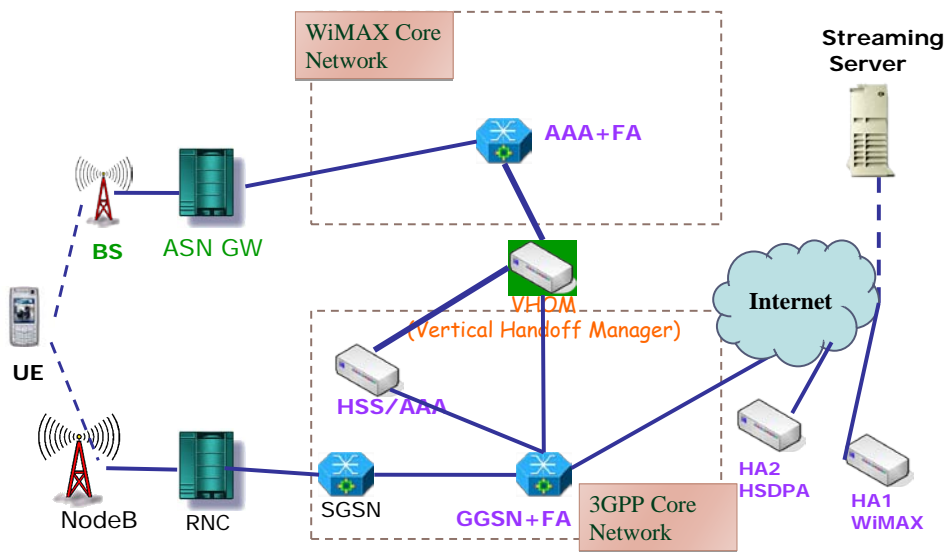 WiMAX Core
Network
Streaming
Server
AAA+FA
BS
ASN GW
VHOM
(Vertical Handoff Manager)
Internet
UE
HSS/AAA
HA2
HSDPA
HA1
WiMAX
NodeB
RNC
SGSN
GGSN+FA
3GPP Core
Network